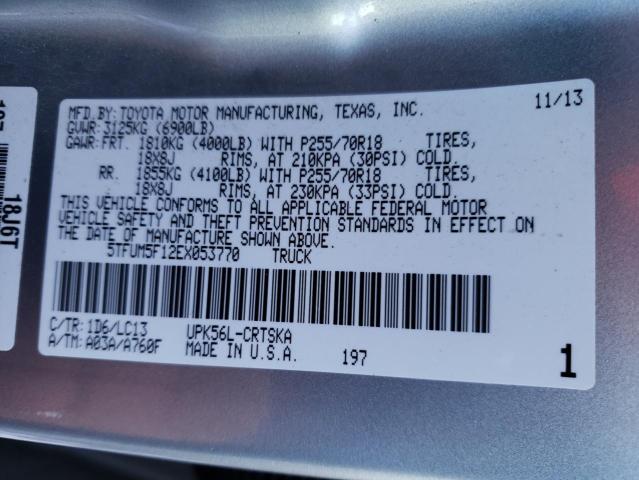 MFD.BY:TOYOTA MOTOR MANUFACTURING, TEXAS, INC. 11/13
GVWR:3125KG (6900LB)
GAWR:FRT. 1810KG (4000LB) WITH P255/70R18 TIRES,
18X8J RIMS, AT 210KPA (30PSI) COLD.
RR. 1855KG (4100LB) WITH P255/70R18 TIRES,
18X8J RIMS, AT 230KPA (33PSI) COLD.
THIS VEHICLE CONFORMS TO ALL APPLICABLE FEDERAL MOTOR
VEHICLE SAFETY AND THEFT PREVENTION STANDARDS IN EFFECT ON
THE DATE OF MANUFACTURE SHOWN ABOVE.
5TFUM5F12EX053770 TRUCK
C/TR:1D6/LC13 UPK56L-CRTSKA
A/TM:A03A/A760F MADE IN U.S.A. 197 1
18J6T